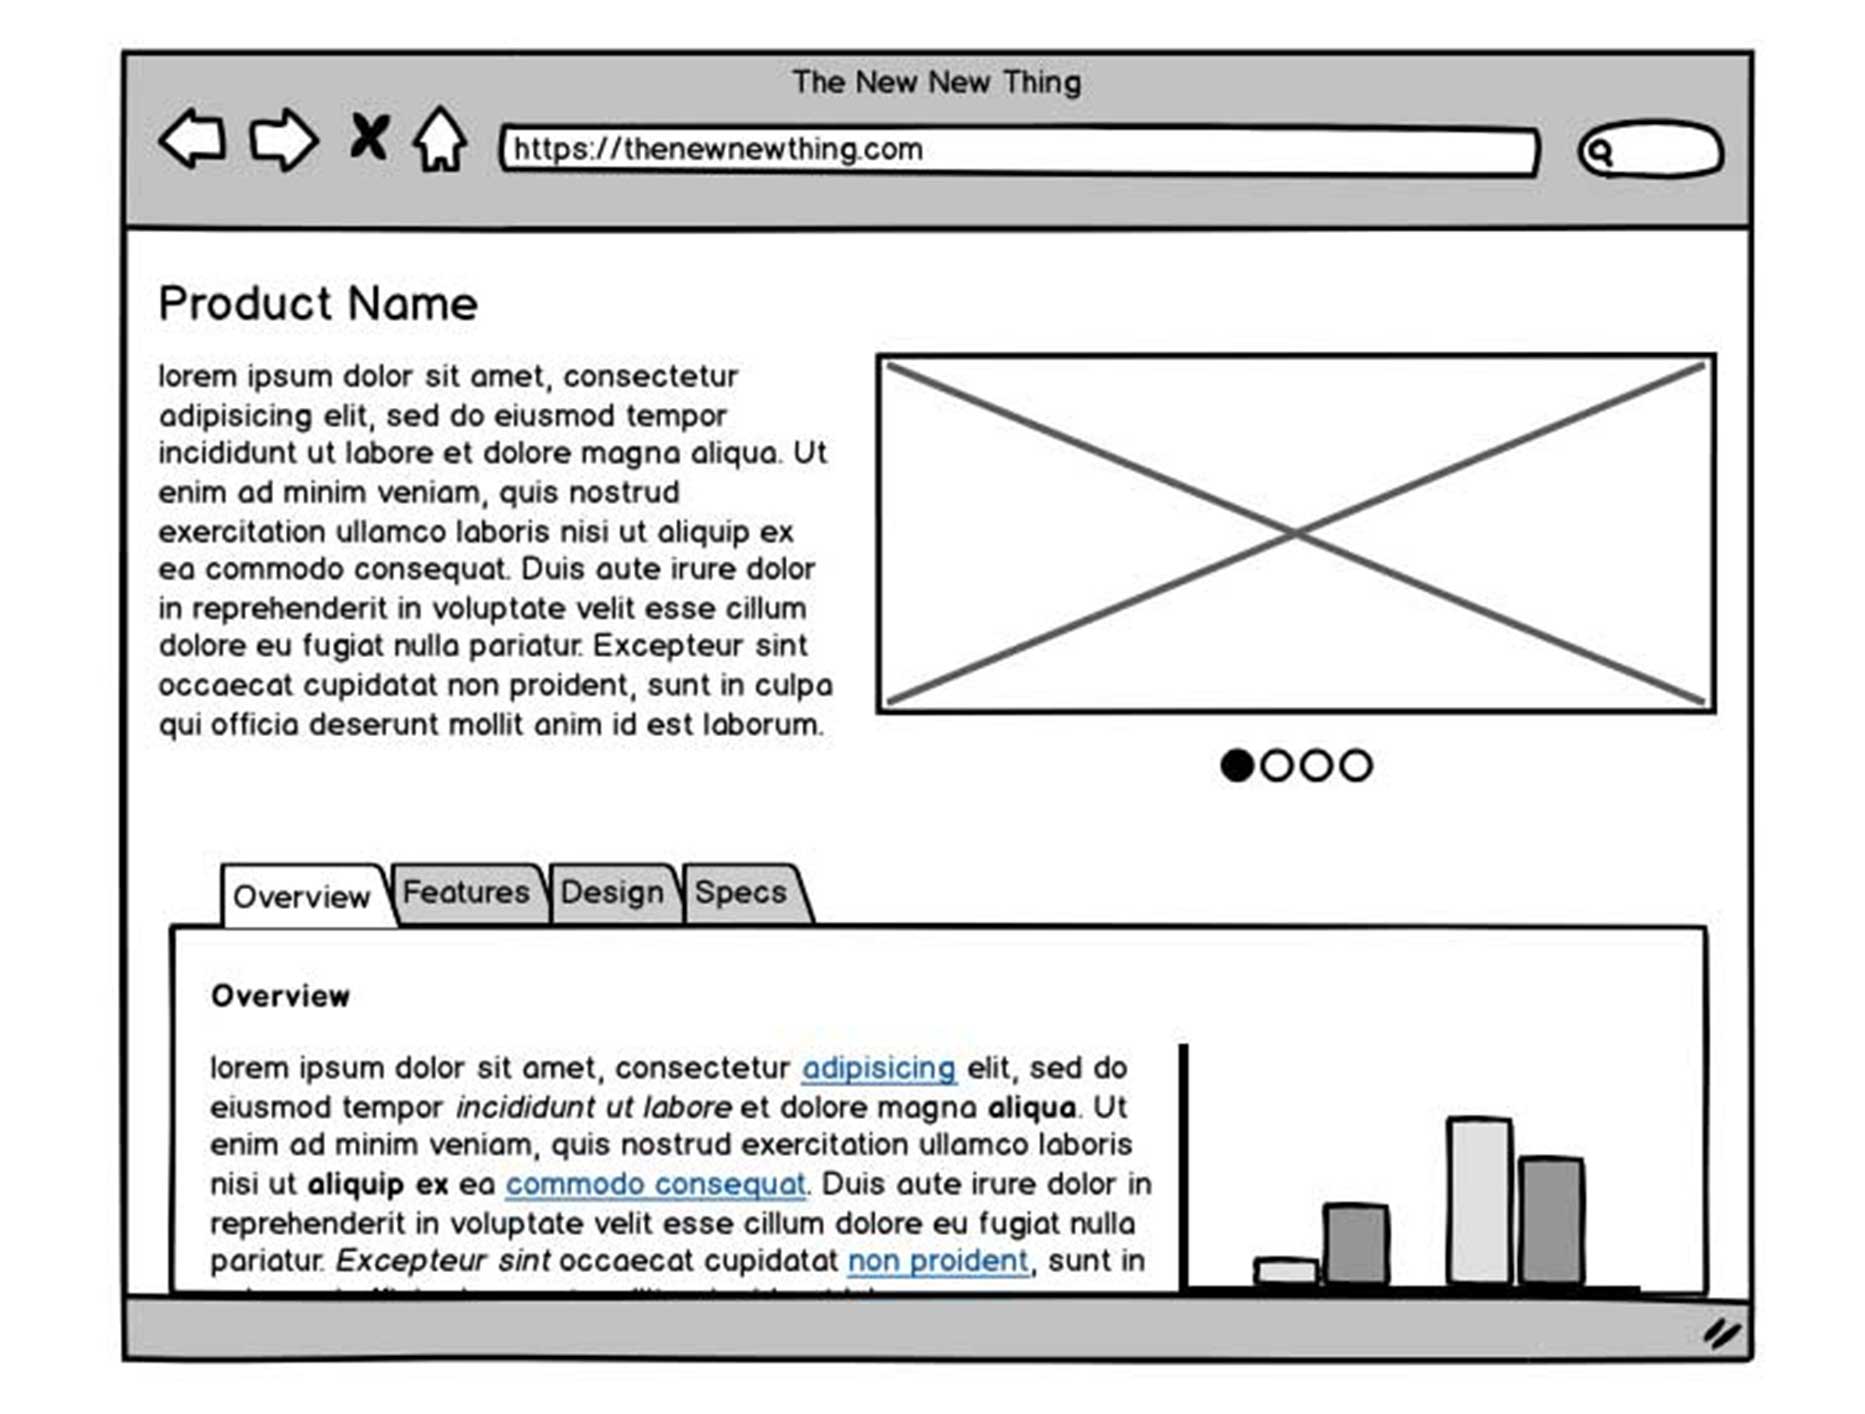 The New New Thing
https://thenewnewthing.com
Product Name
lorem ipsum dolor sit amet, consectetur
adipisicing elit, sed do eiusmod tempor
incididunt ut labore et dolore magna aliqua. Ut
enim ad minim veniam, quis nostrud
exercitation ullamco laboris nisi ut aliquip ex
ea commodo consequat. Duis aute irure dolor
in reprehenderit in voluptate velit esse cillum
dolore eu fugiat nulla pariatur. Excepteur sint
occaecat cupidatat non proident, sunt in culpa
qui officia deserunt mollit anim id est laborum.
Overview Features Design Specs
Overview
lorem ipsum dolor sit amet, consectetur adipisicing elit, sed do
eiusmod tempor incididunt ut labore et dolore magna aliqua. Ut
enim ad minim veniam, quis nostrud exercitation ullamco laboris
nisi ut aliquip ex ea commodo consequat. Duis aute irure dolor in
reprehenderit in voluptate velit esse cillum dolore eu fugiat nulla
pariatur. Excepteur sint occaecat cupidatat non proident, sunt in